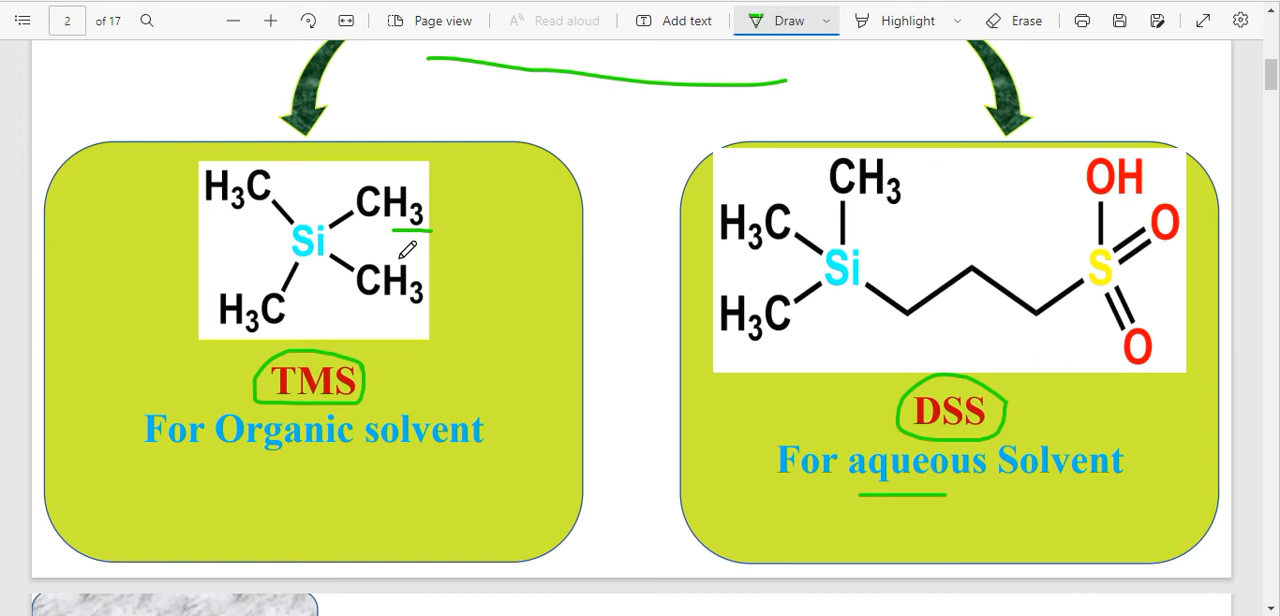 2 of 17 Page view Read aloud Add text Draw Highlight Erase
H3C CH3
Si
H3C CH3
TMS
For Organic solvent
CH3 OH
H3C O
Si S
H3C O
DSS
For aqueous Solvent